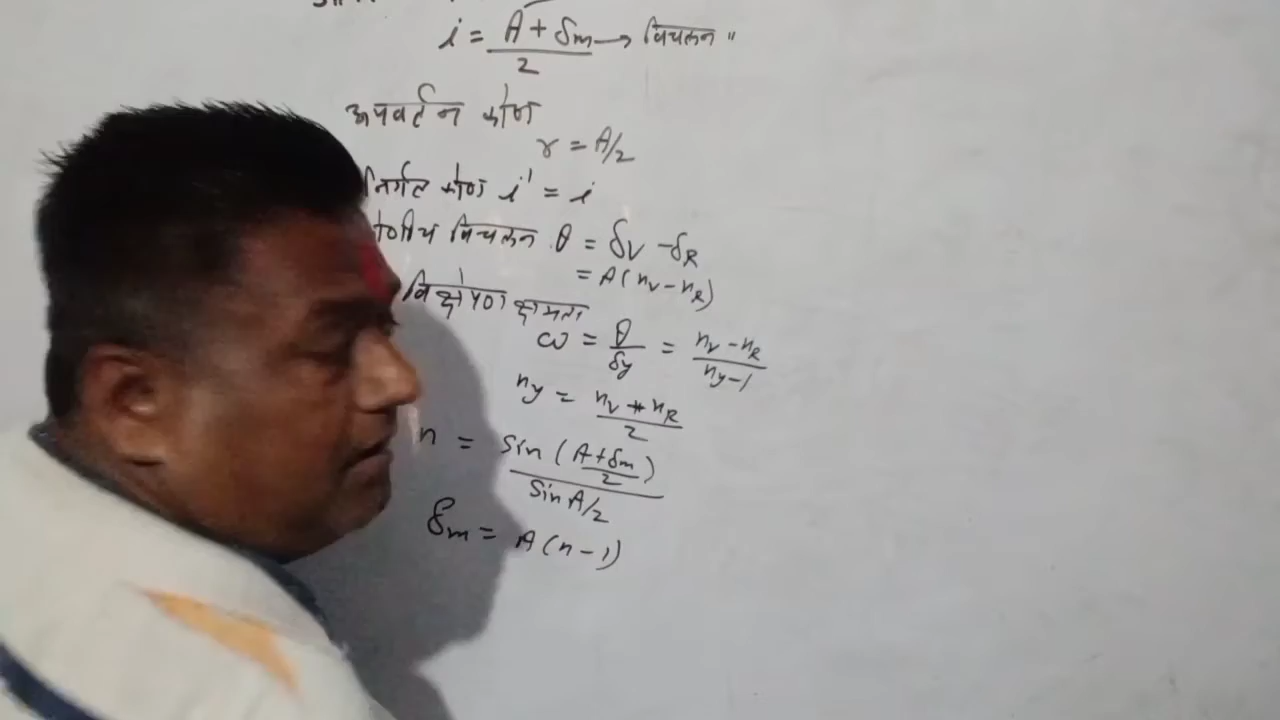 i = A + δm / 2 → विचलन "
अपवर्तन कोण
r = A/2
निर्गत कोण i' = i
विचलन θ = δV - δR
= A(nV - nR)
विक्षेपण क्षमता
ω = θ / δy = nV - nR / ny - 1
ny = nV + nR / 2
n = sin (A + δm / 2) / sin A/2
δm = A(n - 1)